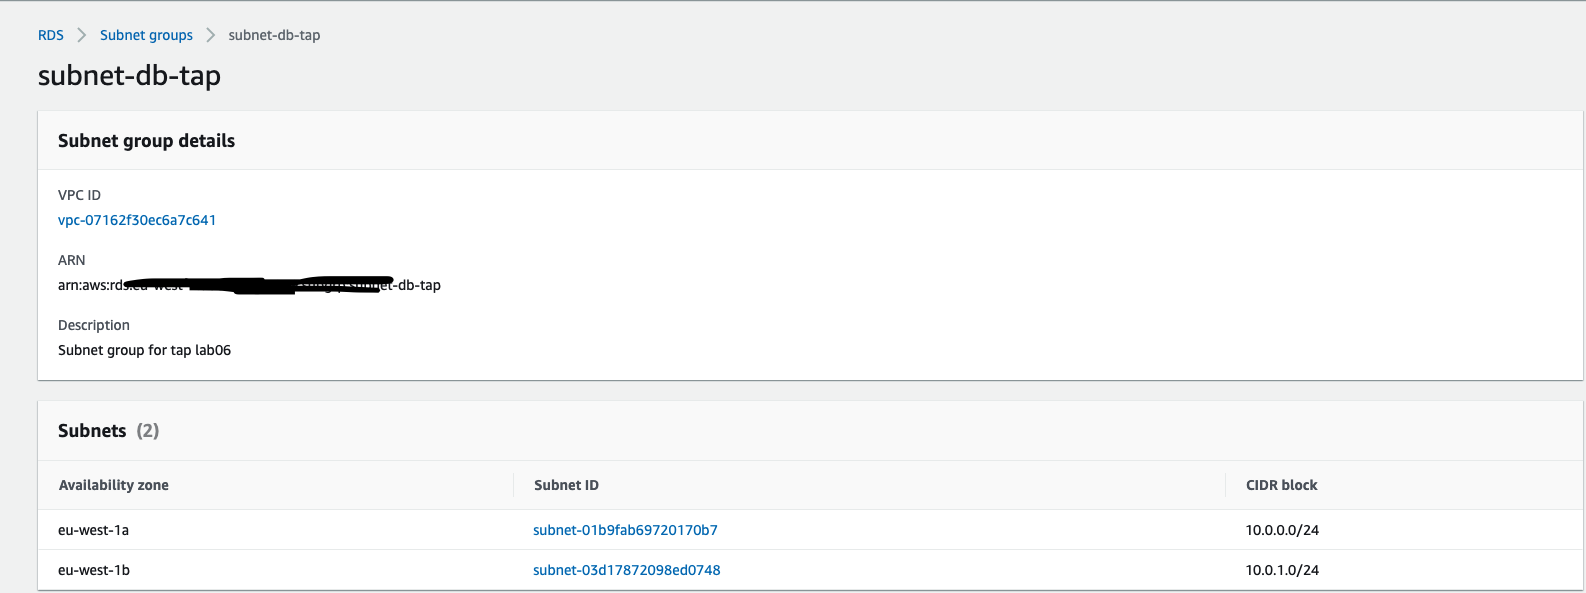 RDS > Subnet groups > subnet-db-tap
subnet-db-tap
Subnet group details
VPC ID
vpc-07162f30ec6a7c641
ARN
arn:aws:rds -db-tap
Description
Subnet group for tap lab06
Subnets (2)
Availability zone Subnet ID CIDR block
eu-west-1a subnet-01b9fab69720170b7 10.0.0.0/24
eu-west-1b subnet-03d17872098ed0748 10.0.1.0/24